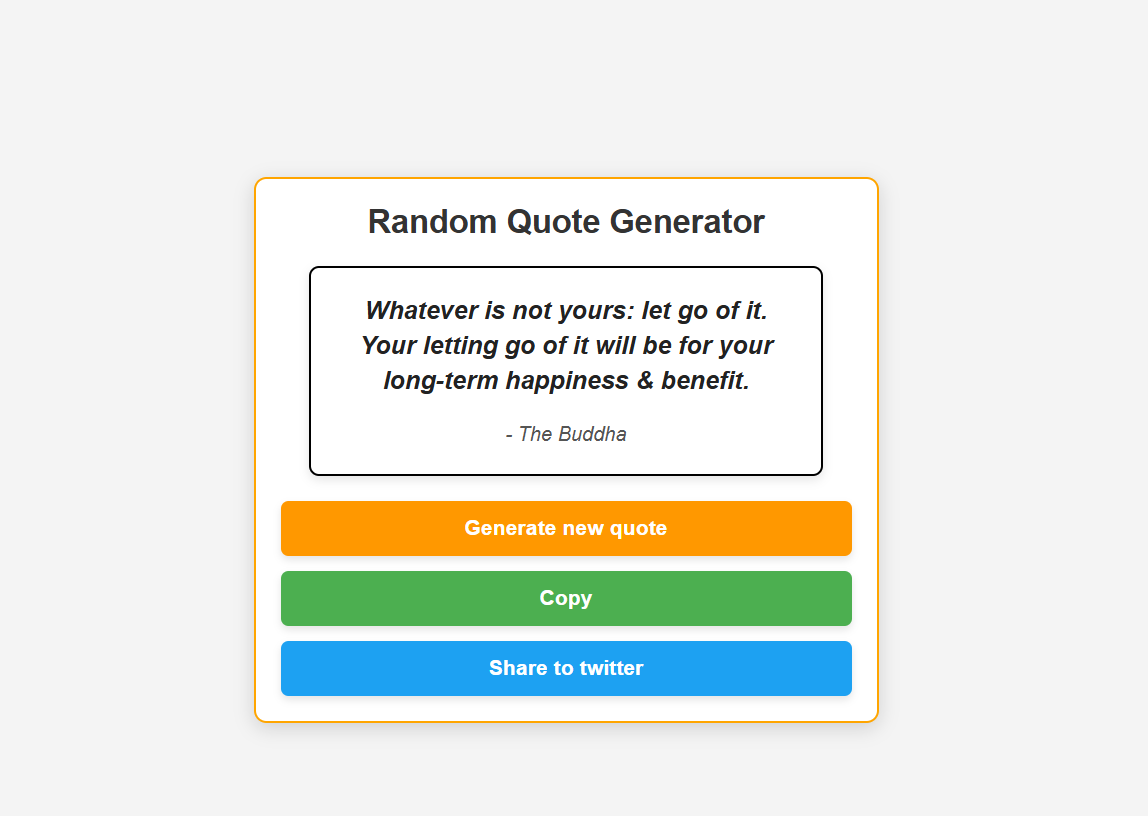 Random Quote Generator
Whatever is not yours: let go of it.
Your letting go of it will be for your
long-term happiness & benefit.
- The Buddha
Generate new quote
Copy
Share to twitter